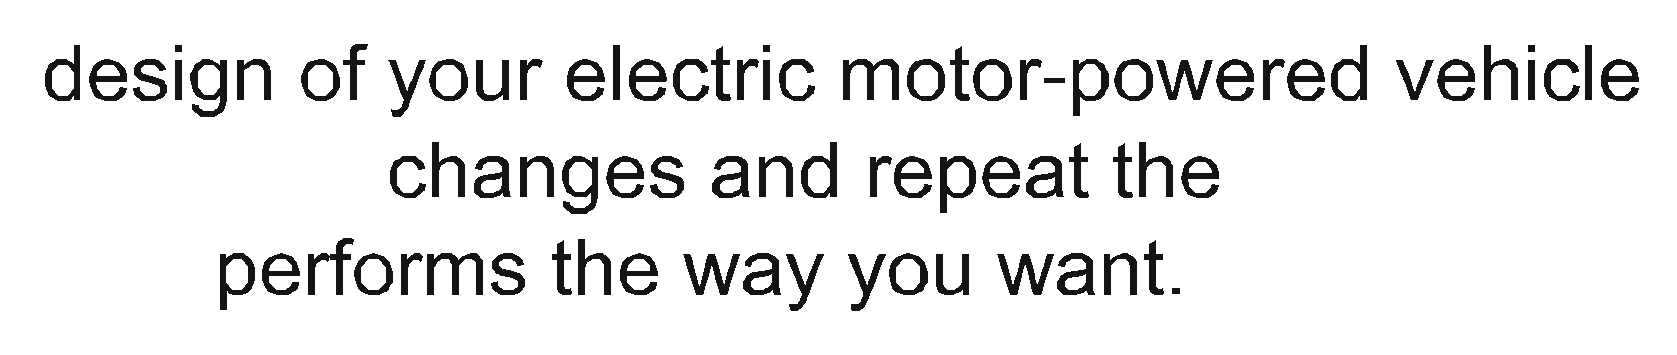 design of your electric motor-powered vehicle
changes and repeat the
performs the way you want.